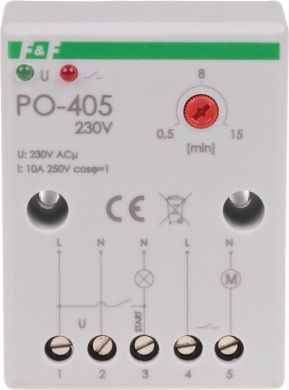 F&F
U
PO-405
230V
8
0,5 15
[min]
U: 230V ACμ
I: 10A 250V cosφ=1
CE
L N N L N
M
U
START
1 2 3 4 5